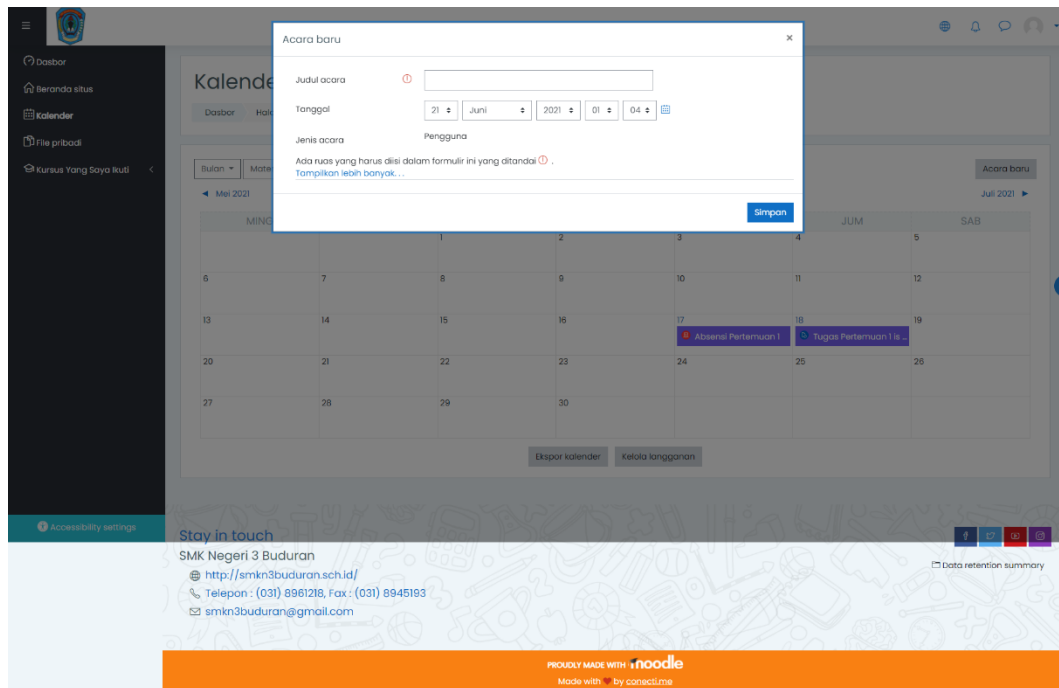 Acara baru ×
Judul acara
Tanggal 21 Juni 2021 01 04
Jenis acara Pengguna
Ada ruas yang harus diisi dalam formulir ini yang ditandai .
Tampilkan lebih banyak...
Simpan
Dasbor
Beranda situs
Kalender
File pribadi
Kursus Yang Saya Ikuti
Accessibility settings
Kalende
Dasbor
Bulan
Acara baru
Mei 2021 Juli 2021
MING JUM SAB
1 2 3 4 5
6 7 8 9 10 11 12
13 14 15 16 17 18 19
Absensi Pertemuan 1 Tugas Pertemuan 1 is ...
20 21 22 23 24 25 26
27 28 29 30
Ekspor kalender Kelola langganan
Stay in touch
SMK Negeri 3 Buduran
http://smkn3buduran.sch.id/
Telepon : (031) 8961218, Fax : (031) 8945193
smkn3buduran@gmail.com
Data retention summary
PROUDLY MADE WITH moodle
Made with ❤ by conecti.me